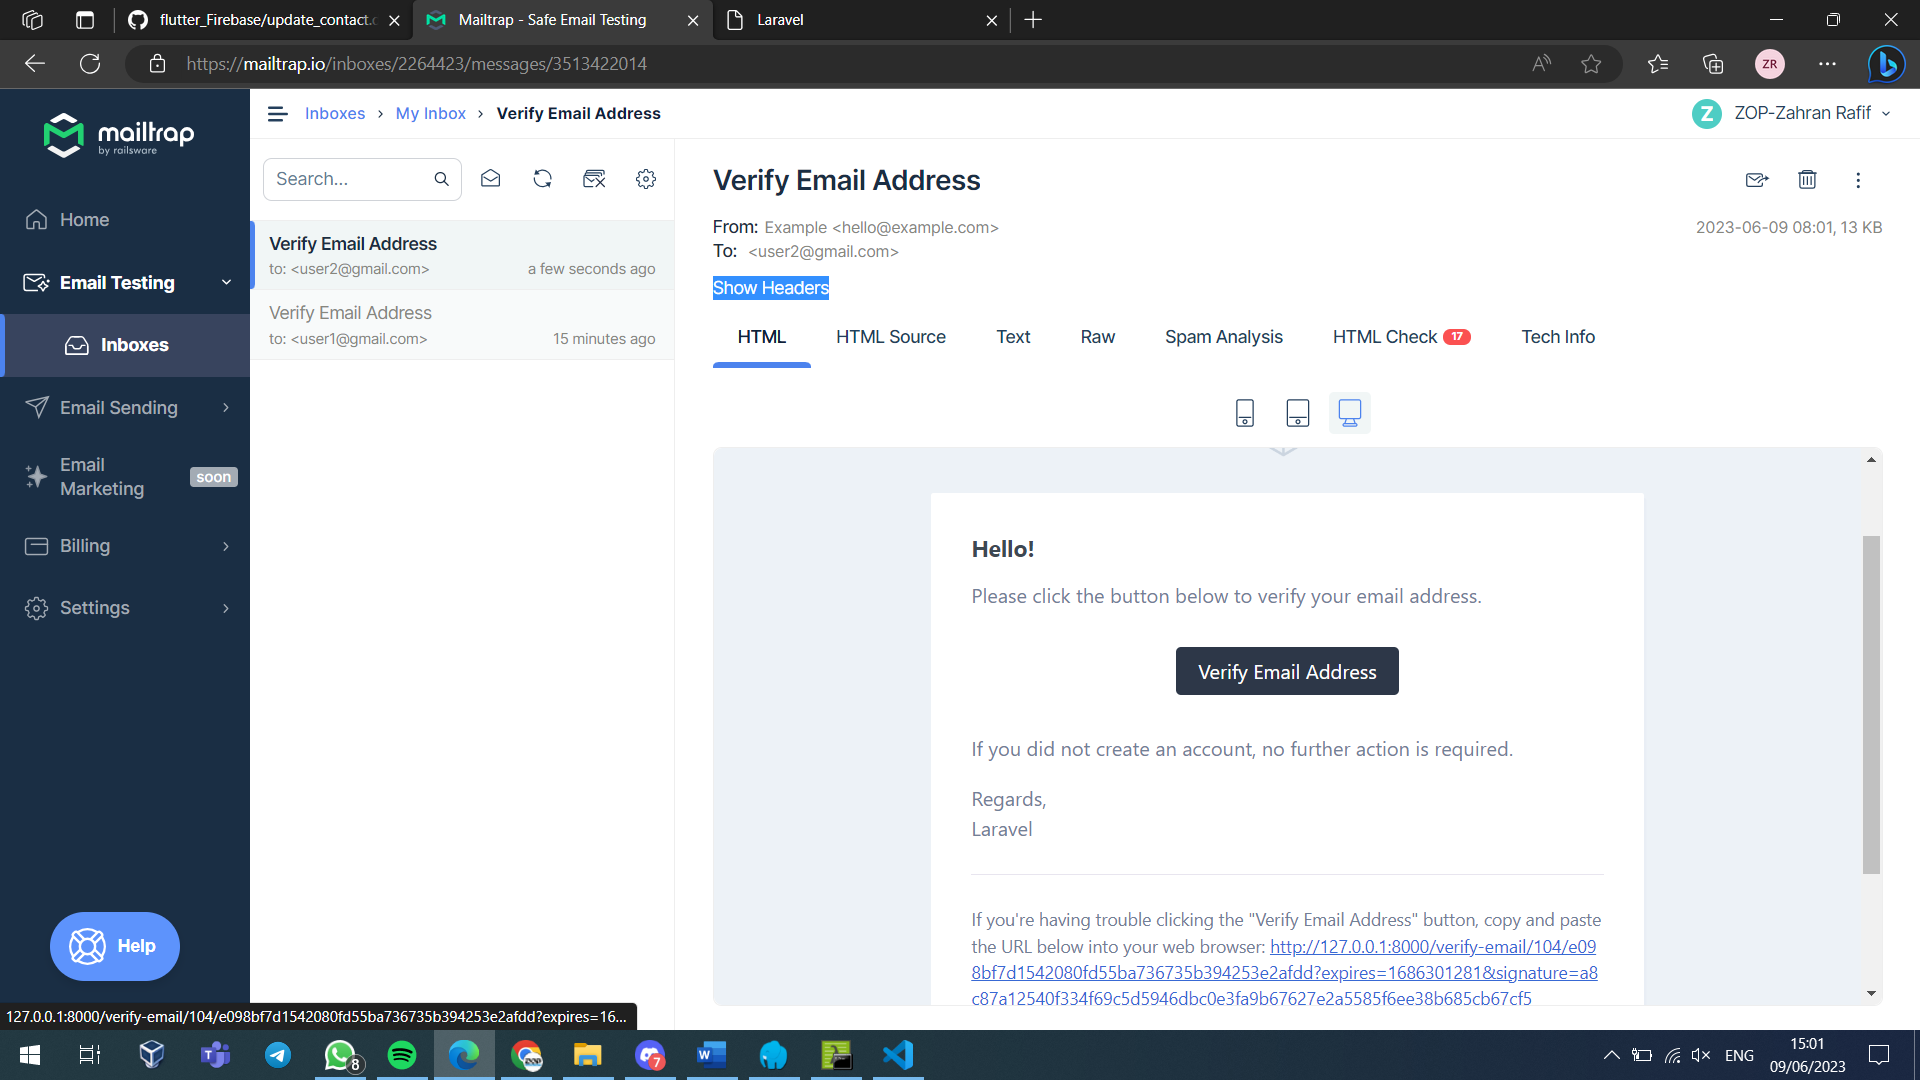 flutter_Firebase/update_contact.c
Mailtrap - Safe Email Testing
Laravel
https://mailtrap.io/inboxes/2264423/messages/3513422014
ZR
mailtrap
by railsware
Home
Email Testing
Inboxes
Email Sending
Email
Marketing
soon
Billing
Settings
Help
Inboxes › My Inbox › Verify Email Address
Z ZOP-Zahran Rafif
Search...
Verify Email Address
to: <user2@gmail.com> a few seconds ago
Verify Email Address
to: <user1@gmail.com> 15 minutes ago
Verify Email Address
From: Example <hello@example.com> 2023-06-09 08:01, 13 KB
To: <user2@gmail.com>
Show Headers
HTML HTML Source Text Raw Spam Analysis HTML Check 17 Tech Info
Hello!
Please click the button below to verify your email address.
Verify Email Address
If you did not create an account, no further action is required.
Regards,
Laravel
If you're having trouble clicking the "Verify Email Address" button, copy and paste
the URL below into your web browser: http://127.0.0.1:8000/verify-email/104/e09
8bf7d1542080fd55ba736735b394253e2afdd?expires=1686301281&signature=a8
c87a12540f334f69c5d5946dbc0e3fa9b67627e2a5585f6ee38b685cb67cf5
127.0.0.1:8000/verify-email/104/e098bf7d1542080fd55ba736735b394253e2afdd?expires=16...
8
7
ENG
15:01
09/06/2023